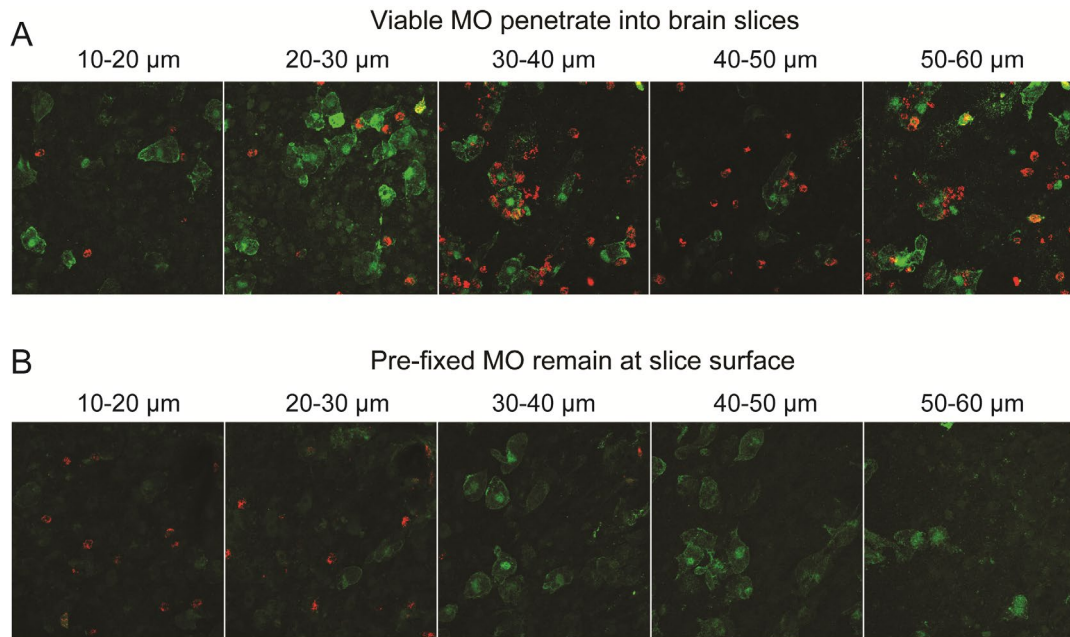 A
Viable MO penetrate into brain slices
10-20 µm 20-30 µm 30-40 µm 40-50 µm 50-60 µm
B
Pre-fixed MO remain at slice surface
10-20 µm 20-30 µm 30-40 µm 40-50 µm 50-60 µm